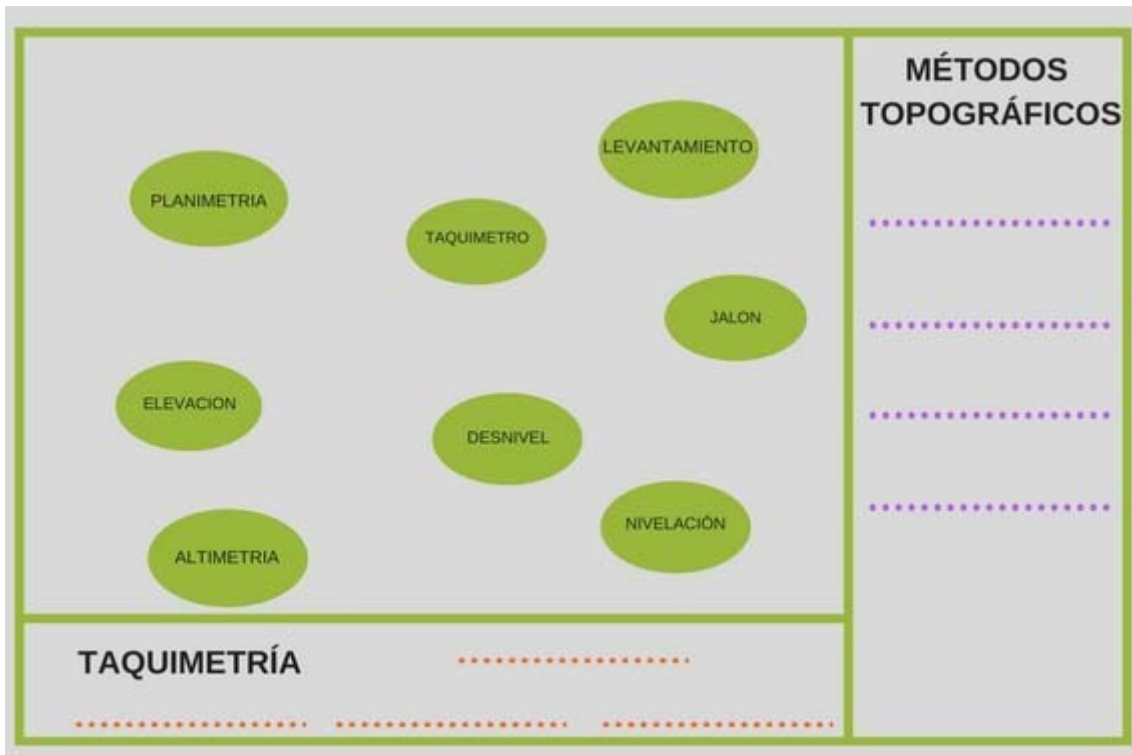 MÉTODOS
TOPOGRÁFICOS
LEVANTAMIENTO
PLANIMETRIA
TAQUIMETRO
JALON
ELEVACION
DESNIVEL
NIVELACIÓN
ALTIMETRIA
TAQUIMETRÍA